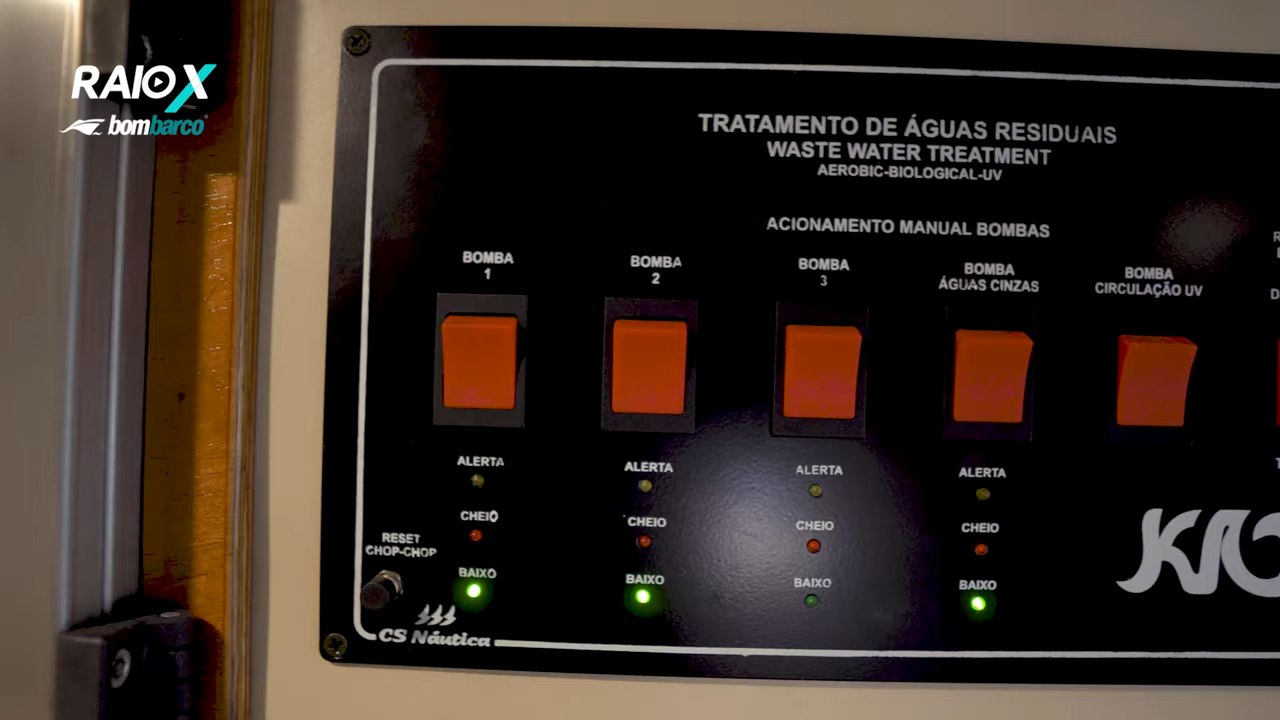 RAIOX
bombarco
TRATAMENTO DE ÁGUAS RESIDUAIS
WASTE WATER TREATMENT
AEROBIC-BIOLOGICAL-UV
ACIONAMENTO MANUAL BOMBAS
BOMBA
1
BOMBA
2
BOMBA
3
BOMBA
ÁGUAS CINZAS
BOMBA
CIRCULAÇÃO UV
ALERTA
ALERTA
ALERTA
ALERTA
CHEIO
CHEIO
CHEIO
CHEIO
RESET
CHOP-CHOP
BAIXO
BAIXO
BAIXO
BAIXO
CS Náutica